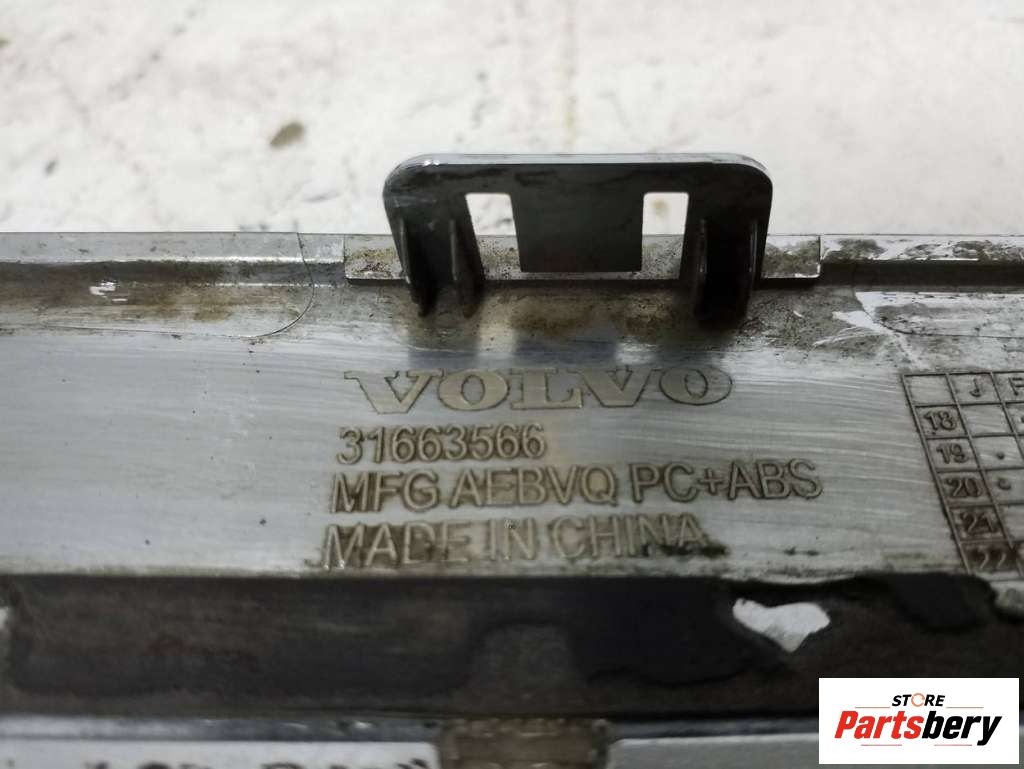 VOLVO
31663566
MFG AEBVQ PC+ABS
MADE IN CHINA
J F
18
19
20
21
22
STORE
Partsbery